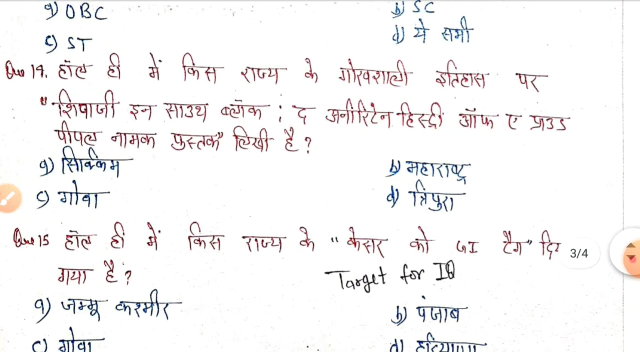 a) OBC b) SC
c) ST d) ये सभी
Que 14. हॉल ही में किस राज्य के गौरवशाली इतिहास पर
"शिवाजी इन साउथ ब्लॉक ; द अनरिटेन हिस्ट्री ऑफ ए प्राउड
पीपल नामक पुस्तक" लिखी है ?
a) सिक्किम b) महाराष्ट्र
c) गोवा d) त्रिपुरा
Que 15 हॉल ही में किस राज्य के "केसर को GI टैग" दिए
गया है ? Target for IQ
a) जम्मू कश्मीर b) पंजाब
c) गोवा d) हरियाणा
3/4